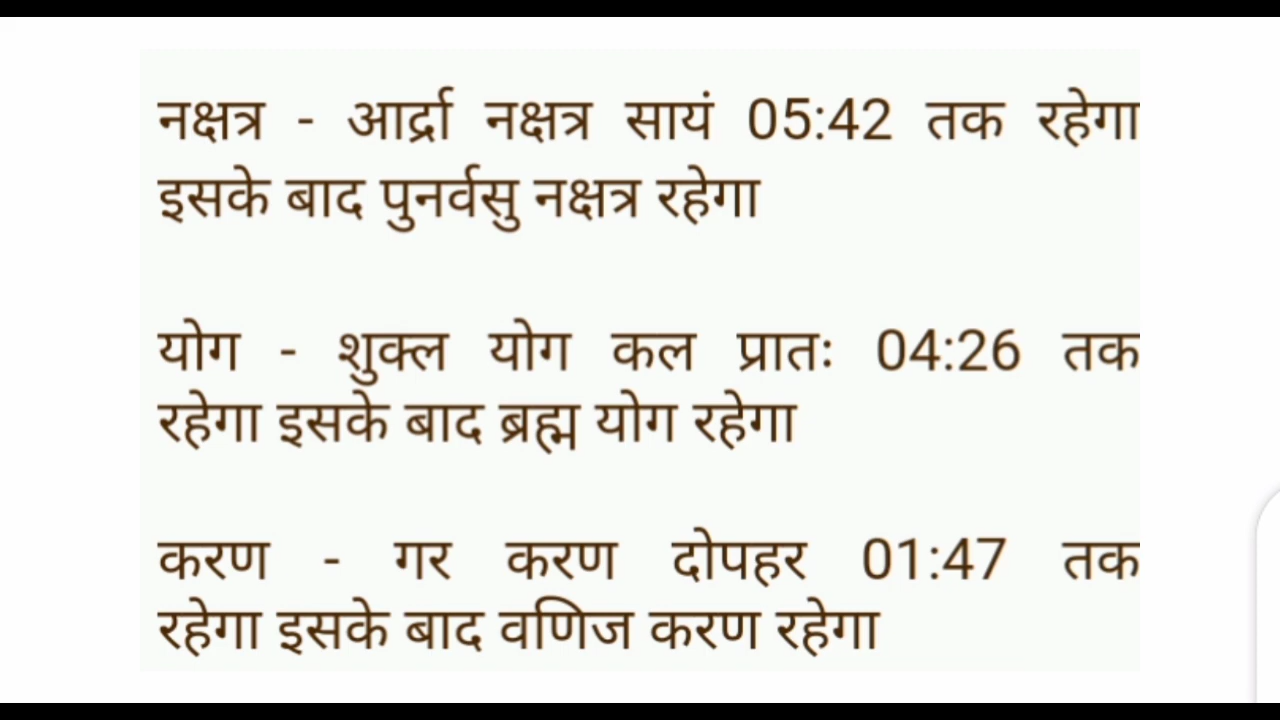 नक्षत्र - आर्द्रा नक्षत्र सायं 05:42 तक रहेगा
इसके बाद पुनर्वसु नक्षत्र रहेगा
योग - शुक्ल योग कल प्रातः 04:26 तक
रहेगा इसके बाद ब्रह्म योग रहेगा
करण - गर करण दोपहर 01:47 तक
रहेगा इसके बाद वणिज करण रहेगा